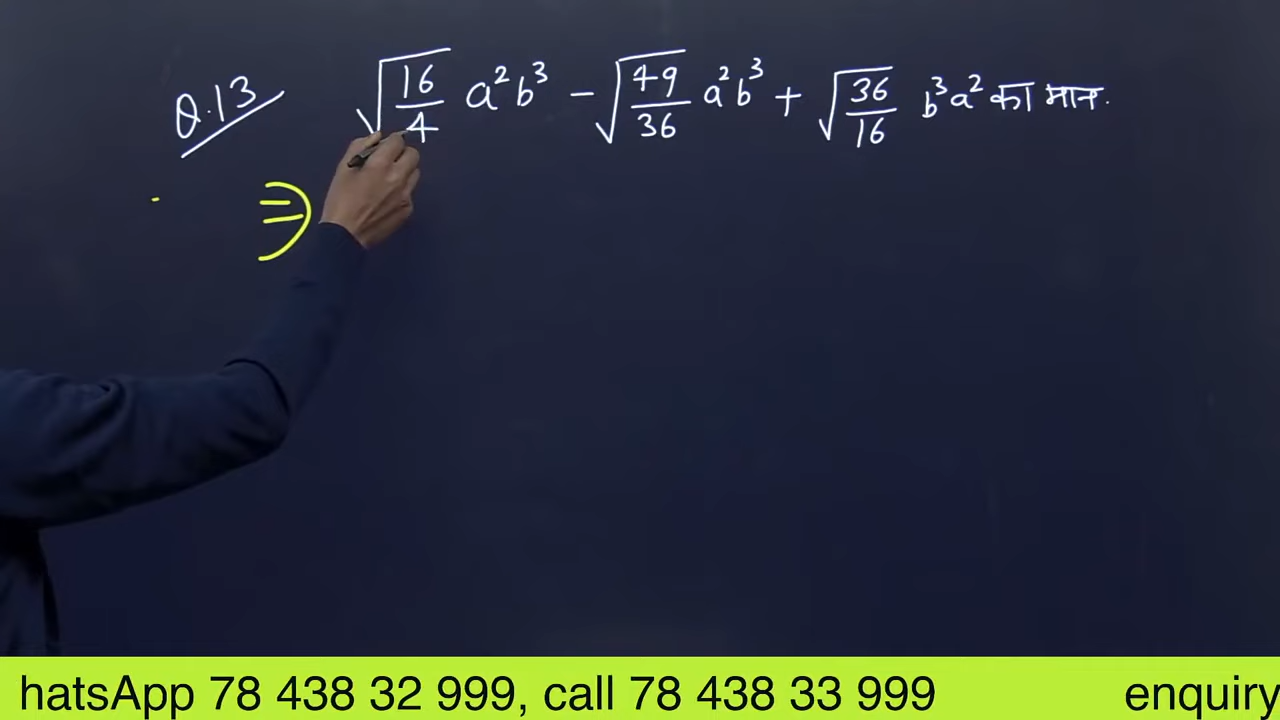 Q.13 √(16/4) a²b³ − √(49/36) a²b³ + √(36/16) b³a² का मान.
⇒
hatsApp 78 438 32 999, call 78 438 33 999 enquiry